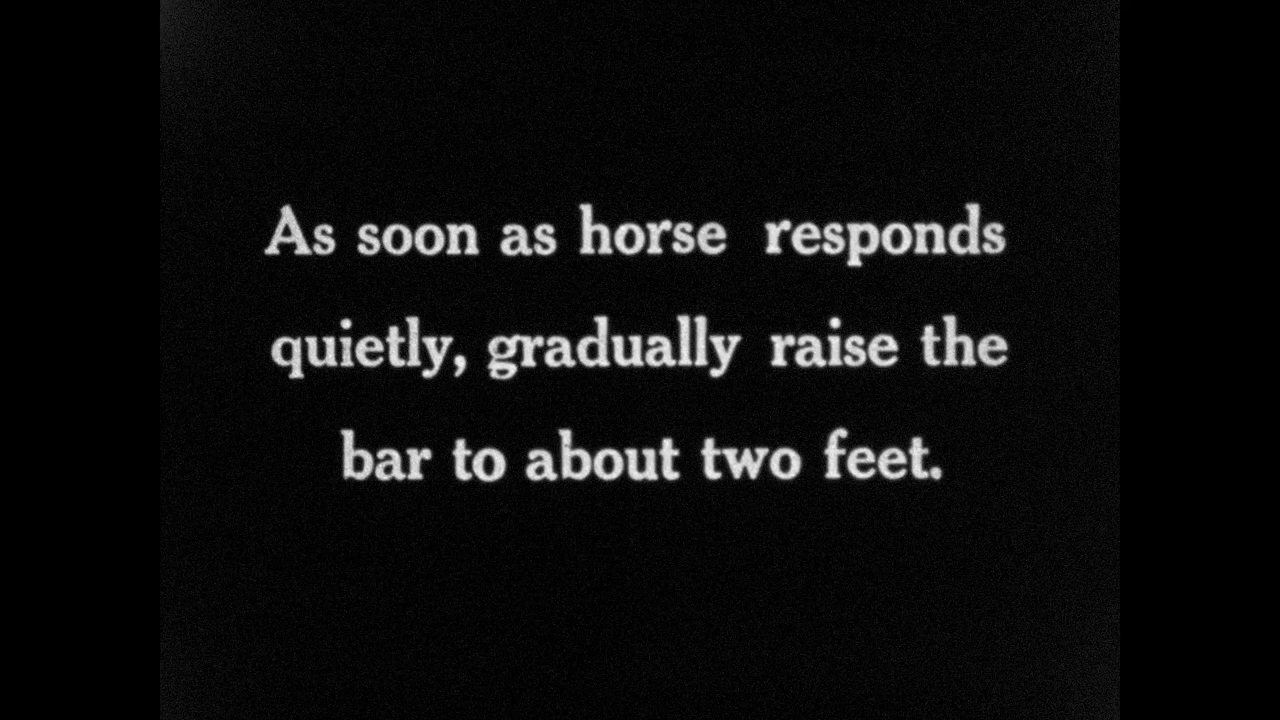 As soon as horse responds
quietly, gradually raise the
bar to about two feet.